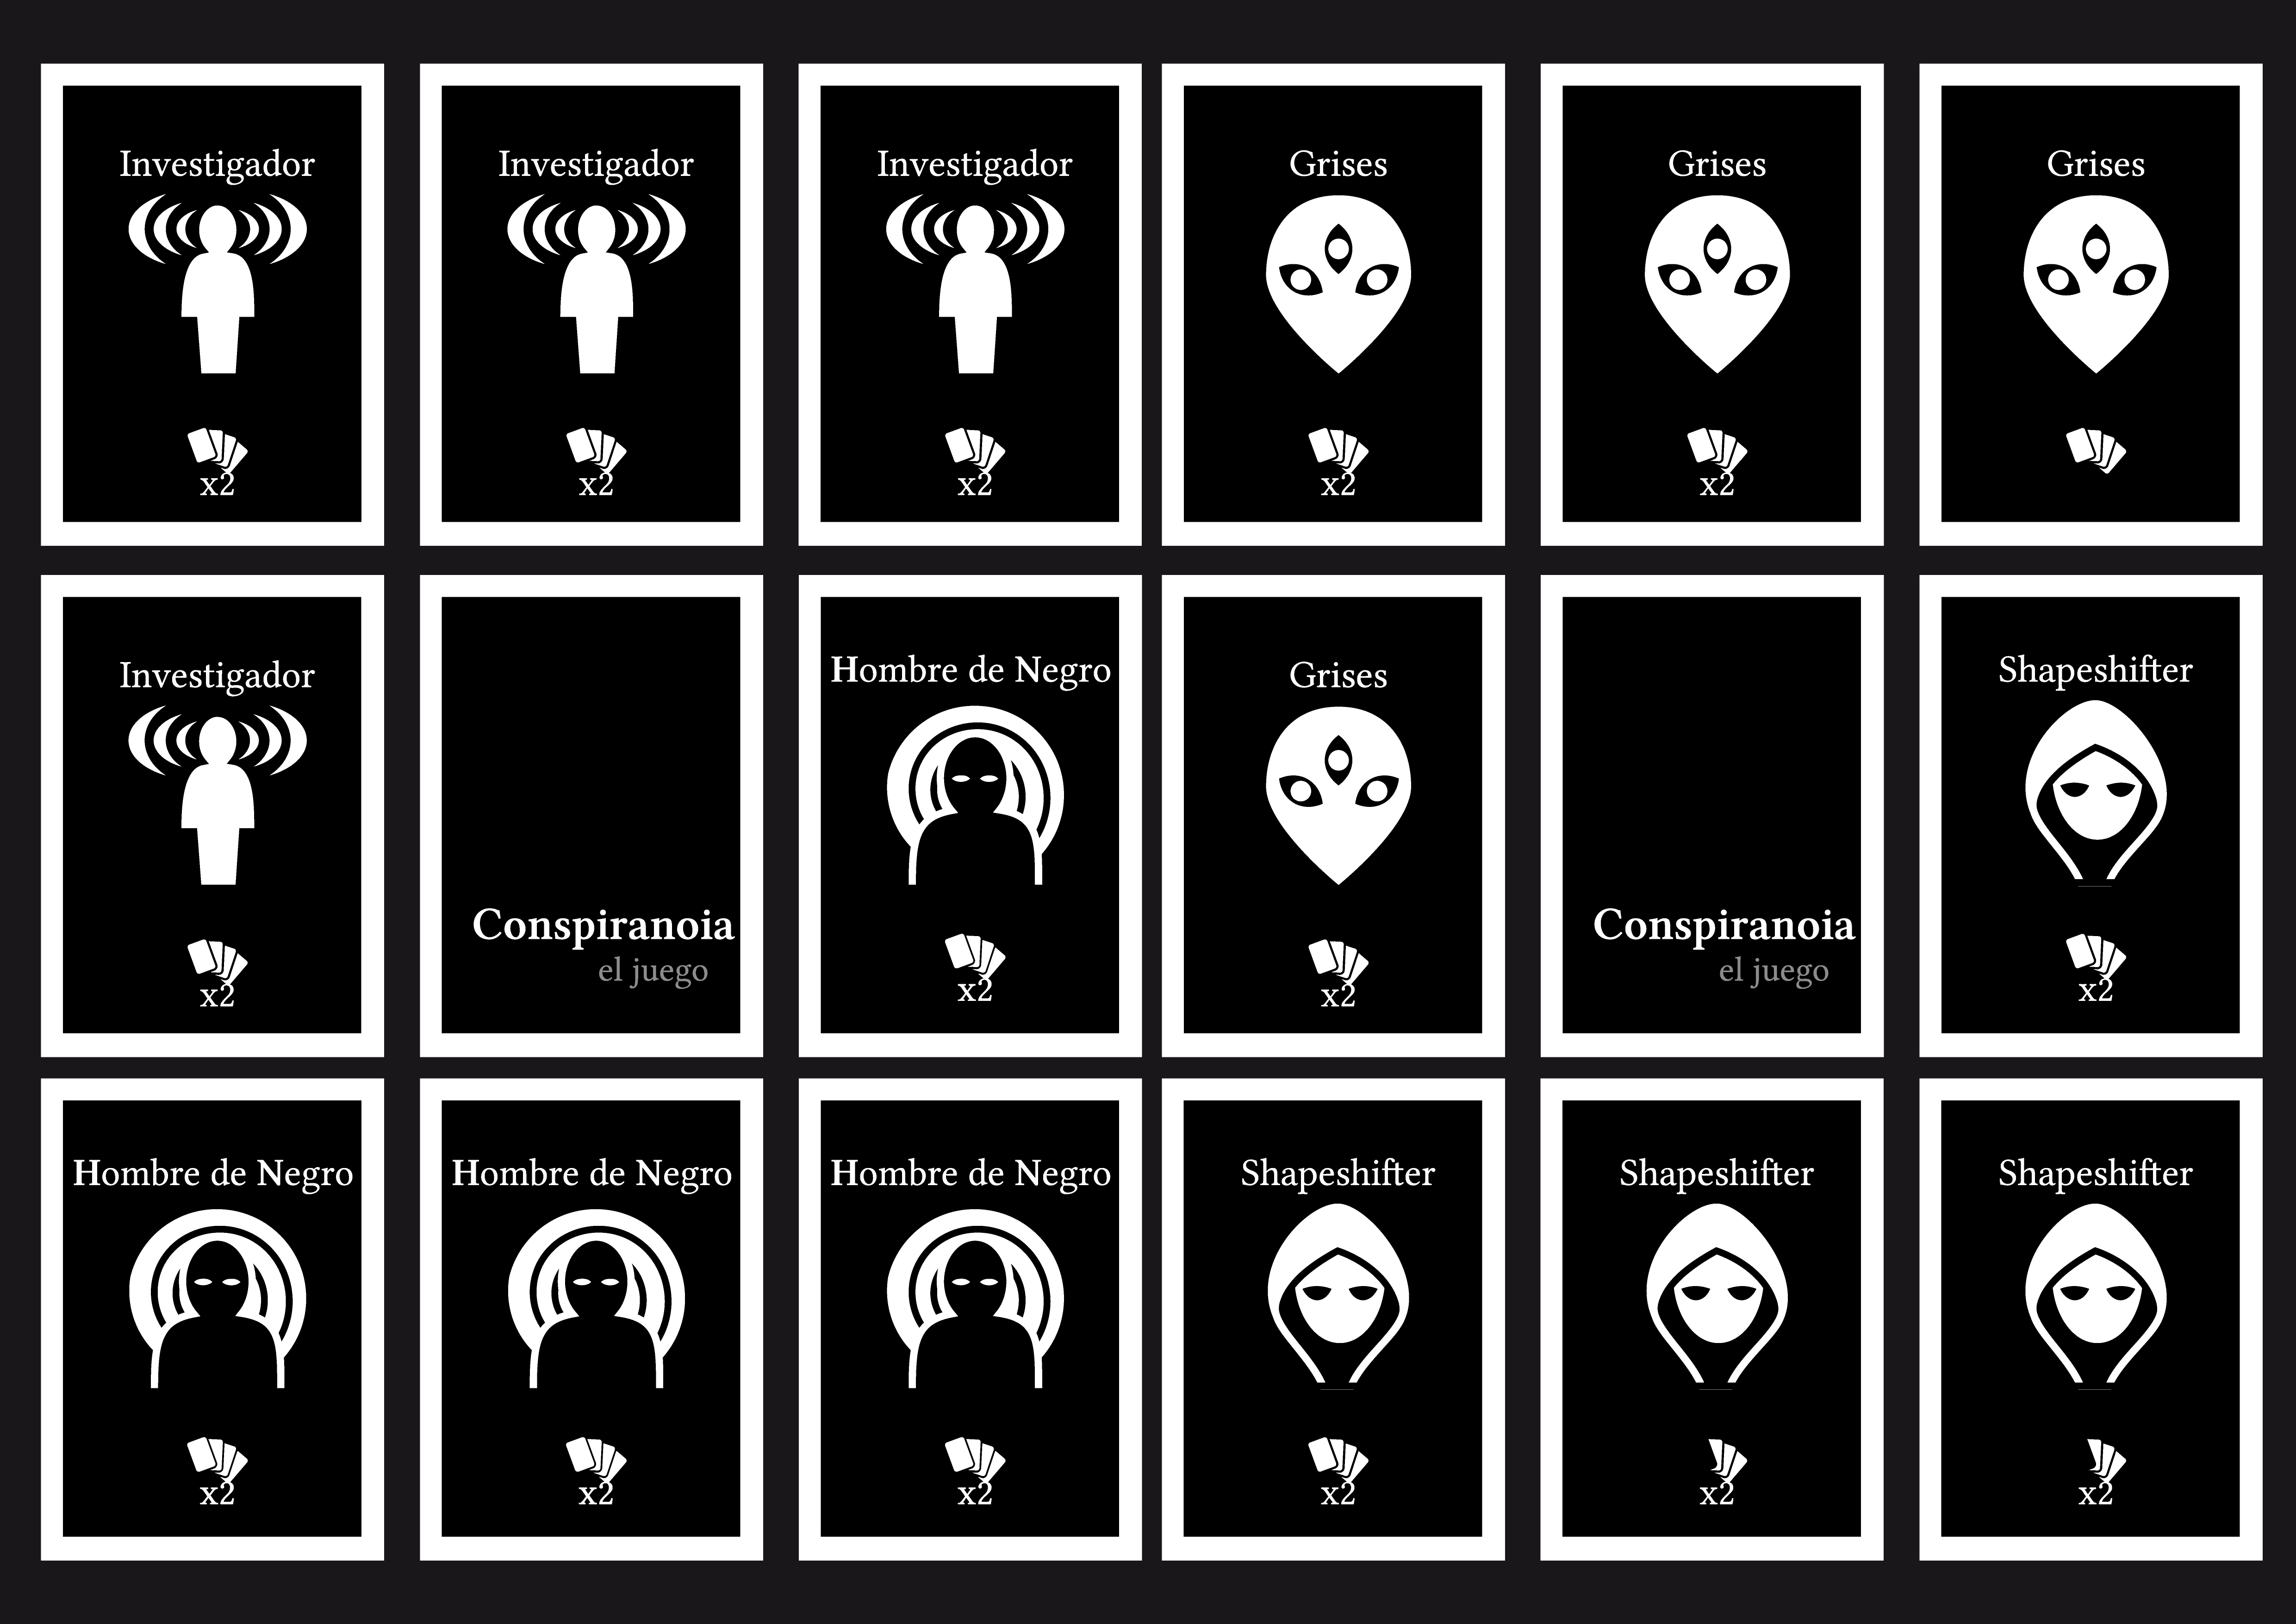 Investigador
x2
Investigador
x2
Investigador
x2
Grises
x2
Grises
x2
Grises
Investigador
x2
Conspiranoia
el juego
Hombre de Negro
x2
Grises
x2
Conspiranoia
el juego
Shapeshifter
x2
Hombre de Negro
x2
Hombre de Negro
x2
Hombre de Negro
x2
Shapeshifter
x2
Shapeshifter
x2
Shapeshifter
x2